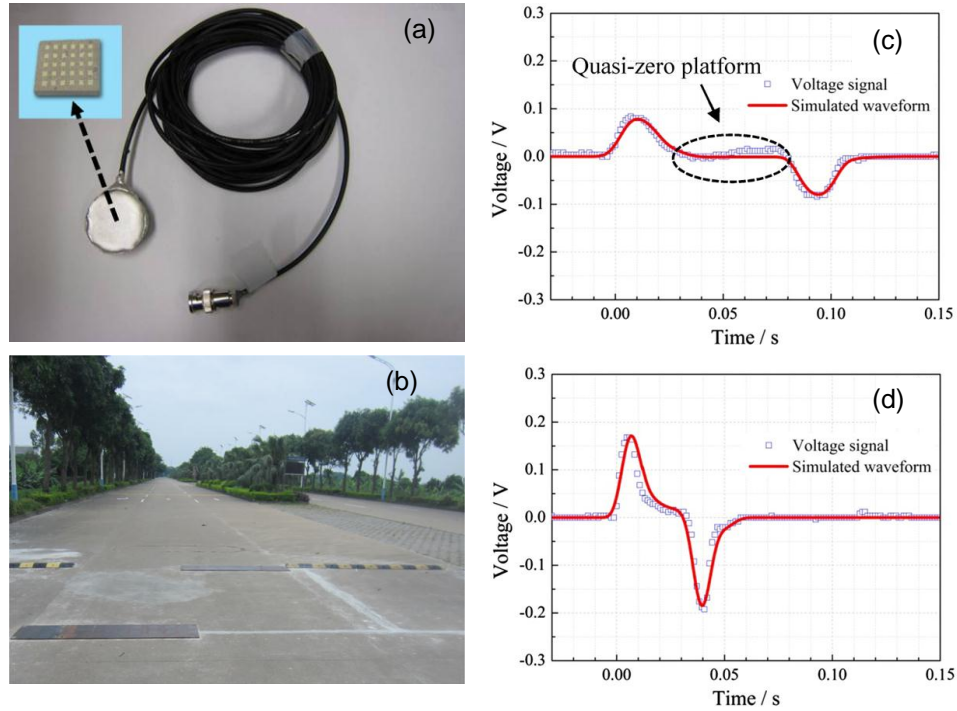 (a)
(b)
(c)
0.3
0.2
0.1
0.0
-0.1
-0.2
-0.3
Voltage / V
Quasi-zero platform
Voltage signal
Simulated waveform
0.00
0.05
0.10
0.15
Time / s
(d)
0.3
0.2
0.1
0.0
-0.1
-0.2
-0.3
Voltage / V
Voltage signal
Simulated waveform
0.00
0.05
0.10
0.15
Time / s